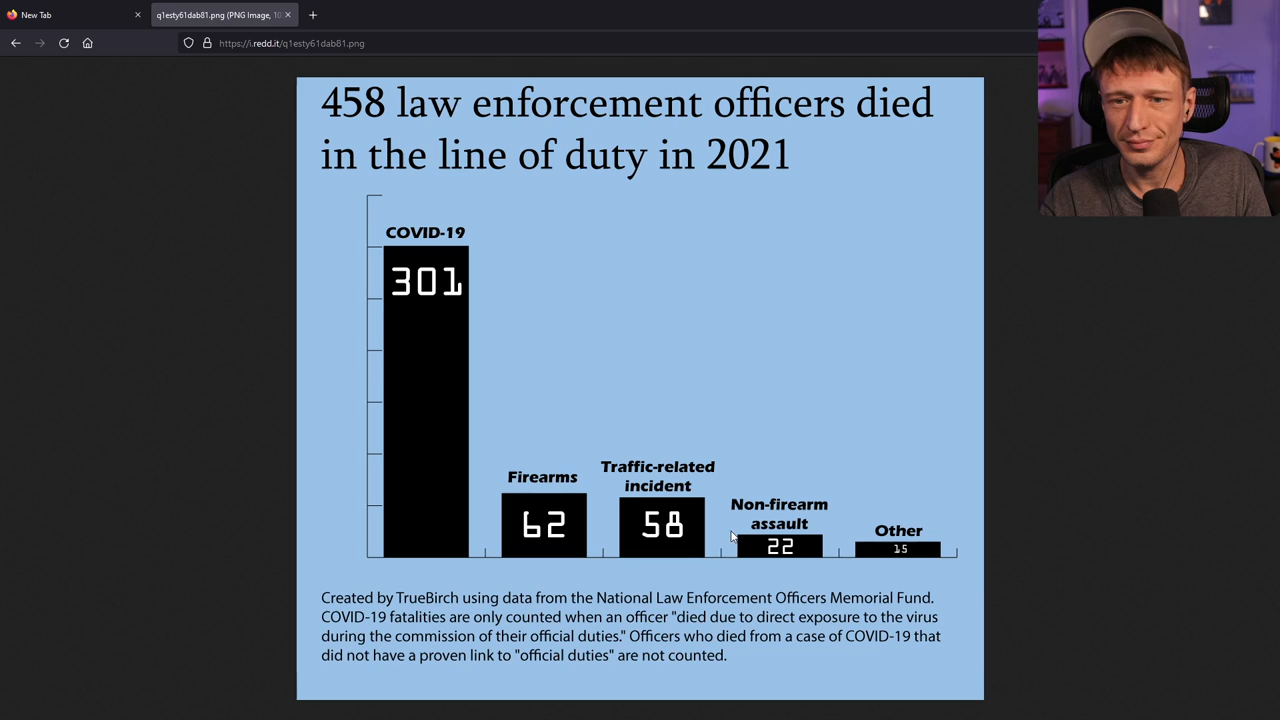 New Tab
q1esty61dab81.png (PNG Image, 10
https://i.redd.it/q1esty61dab81.png
458 law enforcement officers died
in the line of duty in 2021
COVID-19
301
Firearms
62
Traffic-related
incident
58
Non-firearm
assault
22
Other
15
Created by TrueBirch using data from the National Law Enforcement Officers Memorial Fund.
COVID-19 fatalities are only counted when an officer "died due to direct exposure to the virus
during the commission of their official duties." Officers who died from a case of COVID-19 that
did not have a proven link to "official duties" are not counted.